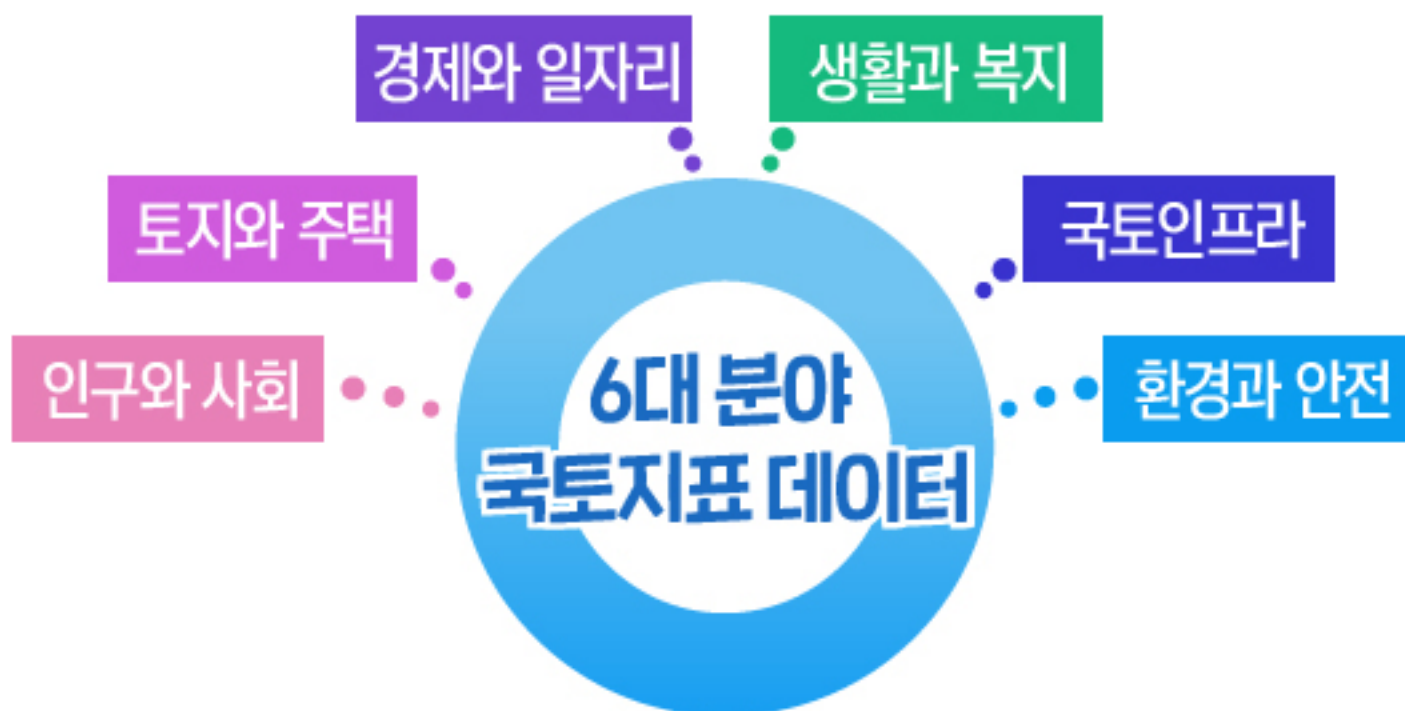 경제와 일자리
생활과 복지
토지와 주택
국토인프라
인구와 사회
환경과 안전
6대 분야
국토지표 데이터